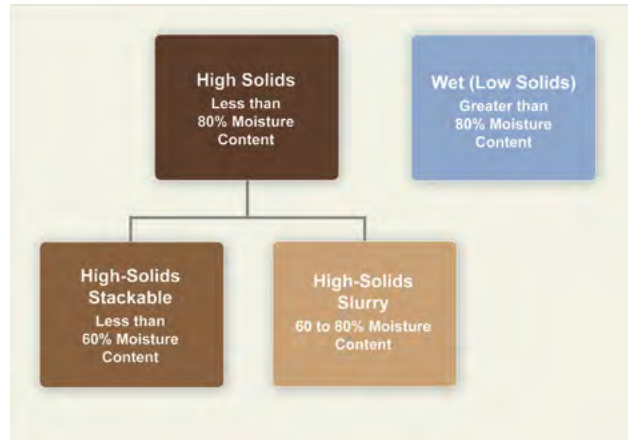 High Solids
Less than
80% Moisture
Content
Wet (Low Solids)
Greater than
80% Moisture
Content
High-Solids
Stackable
Less than
60% Moisture
Content
High-Solids
Slurry
60 to 80% Moisture
Content